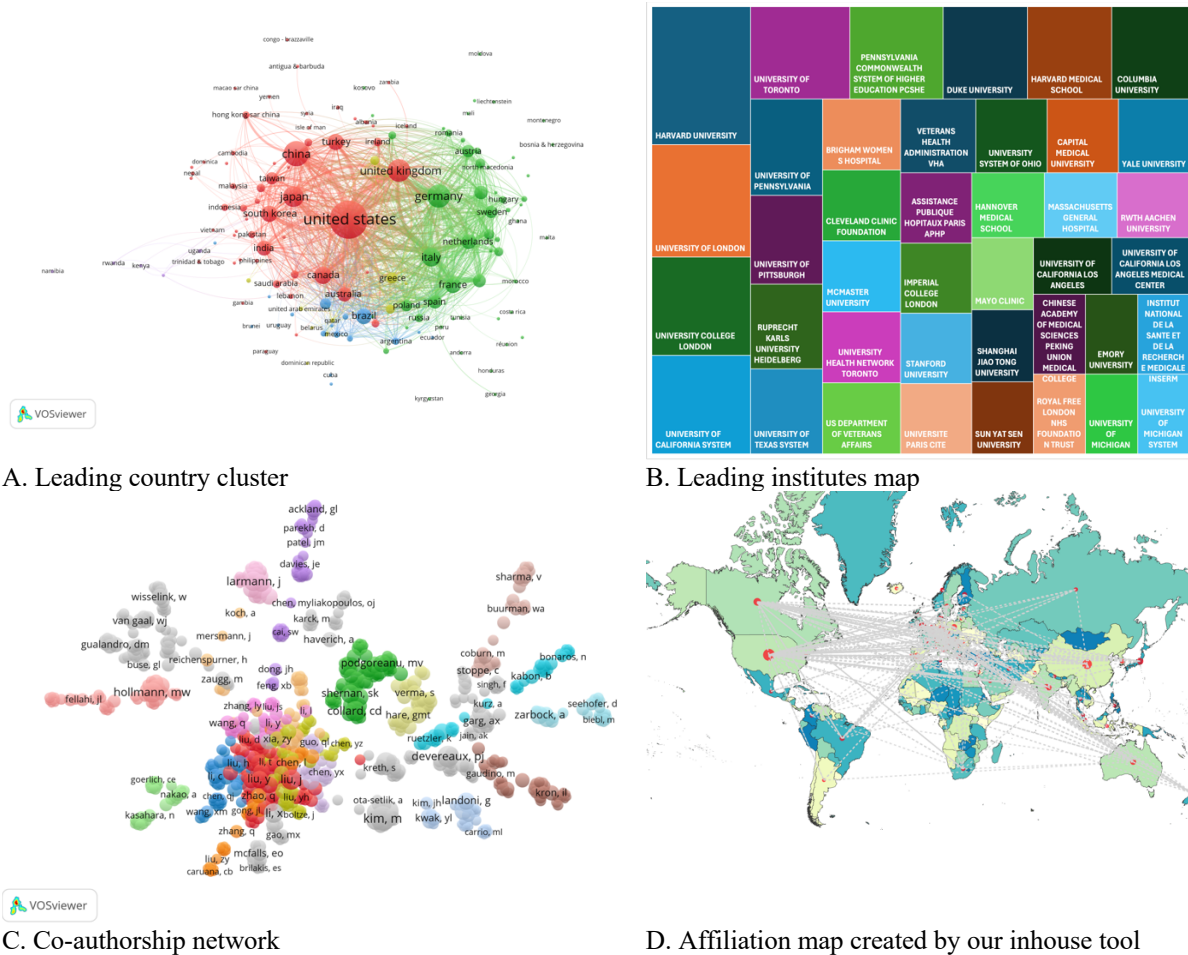 congo - brazzaville
moldova
antigua & barbuda
zambia
macao sar china
kosovo
yemen
liechtenstein
iraq
mali
hong kong sar china
syria
albania
iceland
montenegro
isle of man
romania
turkey
ireland
bosnia & herzegovina
cambodia
china
austria
dominica
united kingdom
north macedonia
nepal
taiwan
malaysia
japan
germany
hungary
indonesia
south korea
united states
sweden
ghana
vietnam
pakistan
netherlands
malta
uganda
india
italy
rwanda
kenya
trinidad & tobago
philippines
namibia
canada
greece
saudi arabia
france
morocco
lebanon
australia
gambia
poland
spain
united arab emirates
brazil
russia
tunisia
costa rica
brunei
uruguay
qatar
belarus
mexico
peru
argentina
ecuador
paraguay
andorra
réunion
dominican republic
cuba
honduras
kyrgyzstan
georgia
VOSviewer
A. Leading country cluster
HARVARD UNIVERSITY
UNIVERSITY OF LONDON
UNIVERSITY COLLEGE
LONDON
UNIVERSITY OF
CALIFORNIA SYSTEM
UNIVERSITY OF
TORONTO
PENNSYLVANIA
COMMONWEALTH
SYSTEM OF HIGHER
EDUCATION PCSHE
DUKE UNIVERSITY
HARVARD MEDICAL
SCHOOL
COLUMBIA
UNIVERSITY
UNIVERSITY OF
PENNSYLVANIA
UNIVERSITY OF
PITTSBURGH
RUPRECHT
KARLS
UNIVERSITY
HEIDELBERG
UNIVERSITY OF
TEXAS SYSTEM
BRIGHAM WOMEN
S HOSPITAL
CLEVELAND CLINIC
FOUNDATION
MCMASTER
UNIVERSITY
UNIVERSITY
HEALTH NETWORK
TORONTO
US DEPARTMENT
OF VETERANS
AFFAIRS
VETERANS
HEALTH
ADMINISTRATION
VHA
ASSISTANCE
PUBLIQUE
HOPITAUX PARIS
APHP
IMPERIAL
COLLEGE
LONDON
STANFORD
UNIVERSITY
UNIVERSITE
PARIS CITE
UNIVERSITY
SYSTEM OF OHIO
CAPITAL
MEDICAL
UNIVERSITY
YALE UNIVERSITY
HANNOVER
MEDICAL
SCHOOL
MASSACHUSETTS
GENERAL
HOSPITAL
RWTH AACHEN
UNIVERSITY
MAYO CLINIC
UNIVERSITY OF
CALIFORNIA LOS
ANGELES
UNIVERSITY OF
CALIFORNIA LOS
ANGELES MEDICAL
CENTER
SHANGHAI
JIAO TONG
UNIVERSITY
SUN YAT SEN
UNIVERSITY
CHINESE
ACADEMY
OF MEDICAL
SCIENCES
PEKING
UNION
MEDICAL
COLLEGE
EMORY
UNIVERSITY
INSTITUT
NATIONAL
DE LA
SANTE ET
DE LA
RECHERCH
E MEDICALE
INSERM
ROYAL FREE
LONDON
NHS
FOUNDATIO
N TRUST
UNIVERSITY
OF
MICHIGAN
UNIVERSITY
OF
MICHIGAN
SYSTEM
B. Leading institutes map
ackland, gl
parekh, d
patel, jm
davies, je
larmann, j
sharma, v
wisselink, w
koch, a
chen, myliakopoulos, oj
buurman, wa
van gaal, wj
karck, m
cai, sw
gualandro, dm
mersmann, j
haverich, a
coburn, m
bonaros, n
buse, gl
reichenspurner, h
podgoreanu, mv
stoppe, c
dong, jh
zaugg, m
feng, xb
shernan, sk
verma, s
singh, f
kabon, b
fellahi, jl
hollmann, mw
collard, cd
hare, gmt
kurz, a
zarbock, a
seehofer, d
zhang, lyliu, js
li, l
garg, ax
biebl, m
wang, q
li, y
liu, d
xia, zy
guo, ql
chen, yz
ruetzler, k
jain, ak
liu, h
li, t
chen, l
devereaux, pj
goerlich, ce
li, c
liu, y
liu, j
chen, yx
kreth, s
gaudino, m
nakao, a
chen, qj
zhao, q
liu, yh
kron, il
kasahara, n
wang, xm
gong, jl
li, x
boltze, j
ota-setlik, a
kim, jh
landoni, g
zhang, q
gao, mx
kim, m
kwak, yl
carrio, ml
liu, zy
mcfalls, eo
caruana, cb
brilakis, es
VOSviewer
C. Co-authorship network
D. Affiliation map created by our inhouse tool